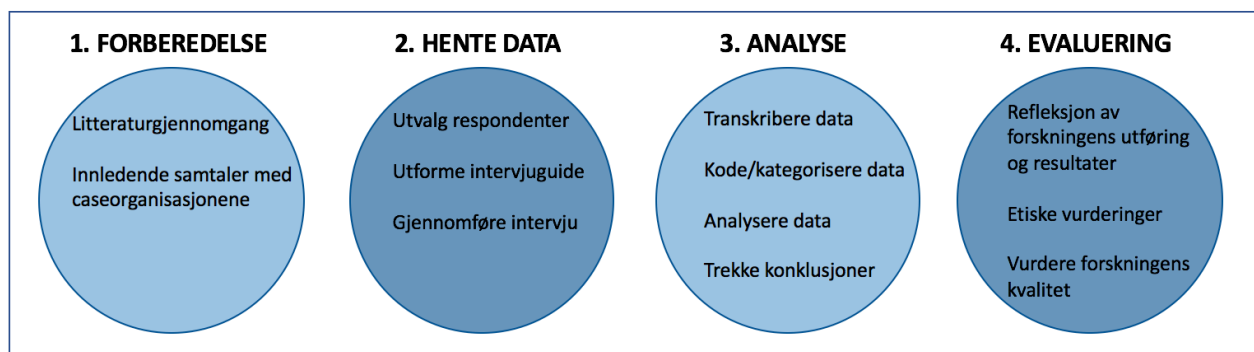 1. FORBEREDELSE
Litteraturgjennomgang
Innledende samtaler med
caseorganisasjonene
2. HENTE DATA
Utvalg respondenter
Utforme intervjuguide
Gjennomføre intervju
3. ANALYSE
Transkribere data
Kode/kategorisere data
Analysere data
Trekke konklusjoner
4. EVALUERING
Refleksjon av
forskningens utføring
og resultater
Etiske vurderinger
Vurdere forskningens
kvalitet